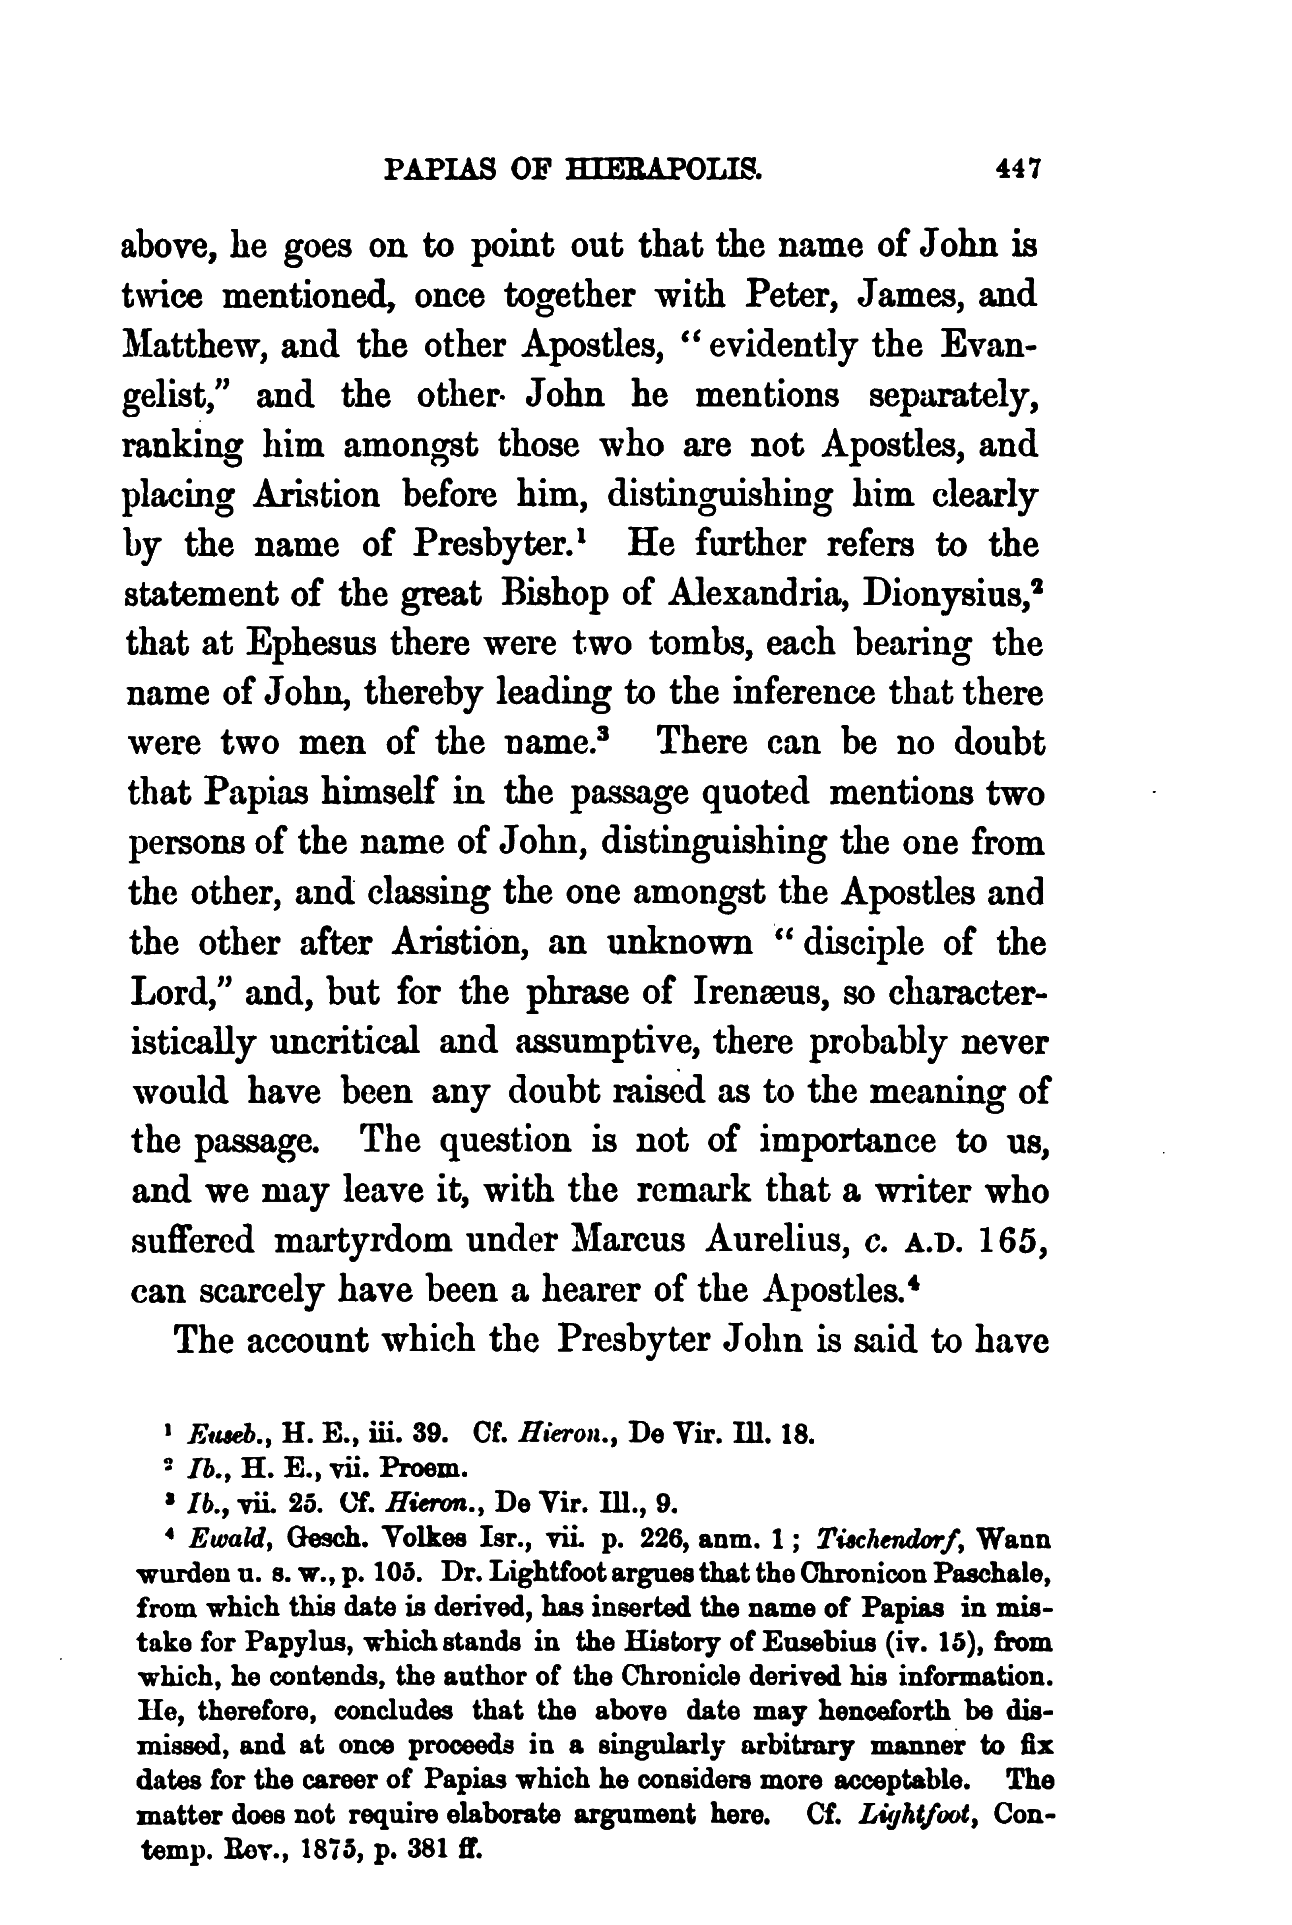 PAPIAS OF HIERAPOLIS. 447
above, he goes on to point out that the name of John is
twice mentioned, once together with Peter, James, and
Matthew, and the other Apostles, “evidently the Evan-
gelist,” and the other John he mentions separately,
ranking him amongst those who are not Apostles, and
placing Aristion before him, distinguishing him clearly
by the name of Presbyter.¹ He further refers to the
statement of the great Bishop of Alexandria, Dionysius,²
that at Ephesus there were two tombs, each bearing the
name of John, thereby leading to the inference that there
were two men of the name.³ There can be no doubt
that Papias himself in the passage quoted mentions two
persons of the name of John, distinguishing the one from
the other, and classing the one amongst the Apostles and
the other after Aristion, an unknown “disciple of the
Lord,” and, but for the phrase of Irenæus, so character-
istically uncritical and assumptive, there probably never
would have been any doubt raised as to the meaning of
the passage. The question is not of importance to us,
and we may leave it, with the remark that a writer who
suffered martyrdom under Marcus Aurelius, c. A.D. 165,
can scarcely have been a hearer of the Apostles.⁴
The account which the Presbyter John is said to have
¹ Euseb., H. E., iii. 39. Cf. Hieron., De Vir. Ill. 18.
² Ib., H. E., vii. Proem.
³ Ib., vii. 25. Cf. Hieron., De Vir. Ill., 9.
⁴ Ewald, Gesch. Volkes Isr., vii. p. 226, anm. 1; Tischendorf, Wann
wurden u. s. w., p. 105. Dr. Lightfoot argues that the Chronicon Paschale,
from which this date is derived, has inserted the name of Papias in mis-
take for Papylus, which stands in the History of Eusebius (iv. 15), from
which, he contends, the author of the Chronicle derived his information.
He, therefore, concludes that the above date may henceforth be dis-
missed, and at once proceeds in a singularly arbitrary manner to fix
dates for the career of Papias which he considers more acceptable. The
matter does not require elaborate argument here. Cf. Lightfoot, Con-
temp. Rev., 1875, p. 381 ff.